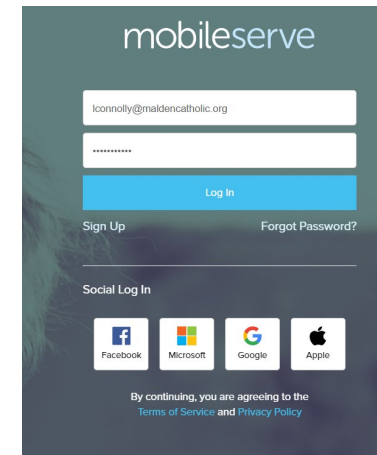 mobileserve
lconnolly@maldencatholic.org
•••••••••••
Log In
Sign Up Forgot Password?
Social Log In
Facebook Microsoft Google Apple
By continuing, you are agreeing to the
Terms of Service and Privacy Policy